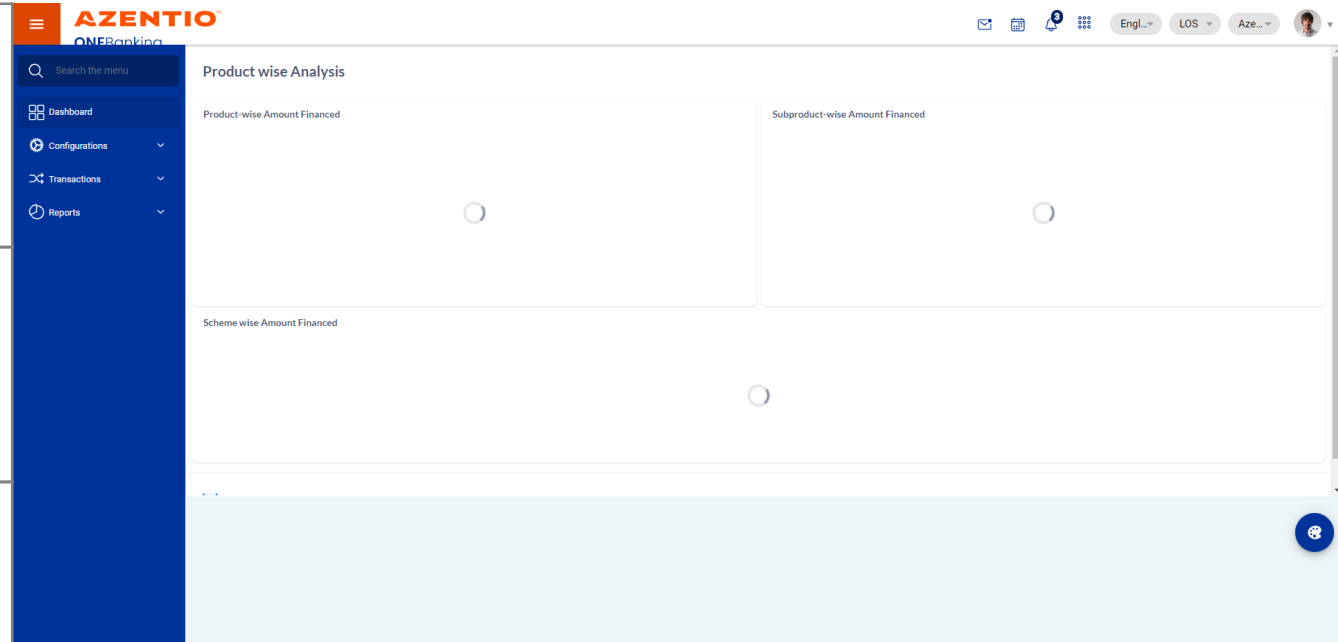 AZENTIO™
ONEBanking
3
Engl...
LOS
Aze...
Search the menu
Dashboard
Configurations
Transactions
Reports
Product wise Analysis
Product-wise Amount Financed
Subproduct-wise Amount Financed
Scheme wise Amount Financed